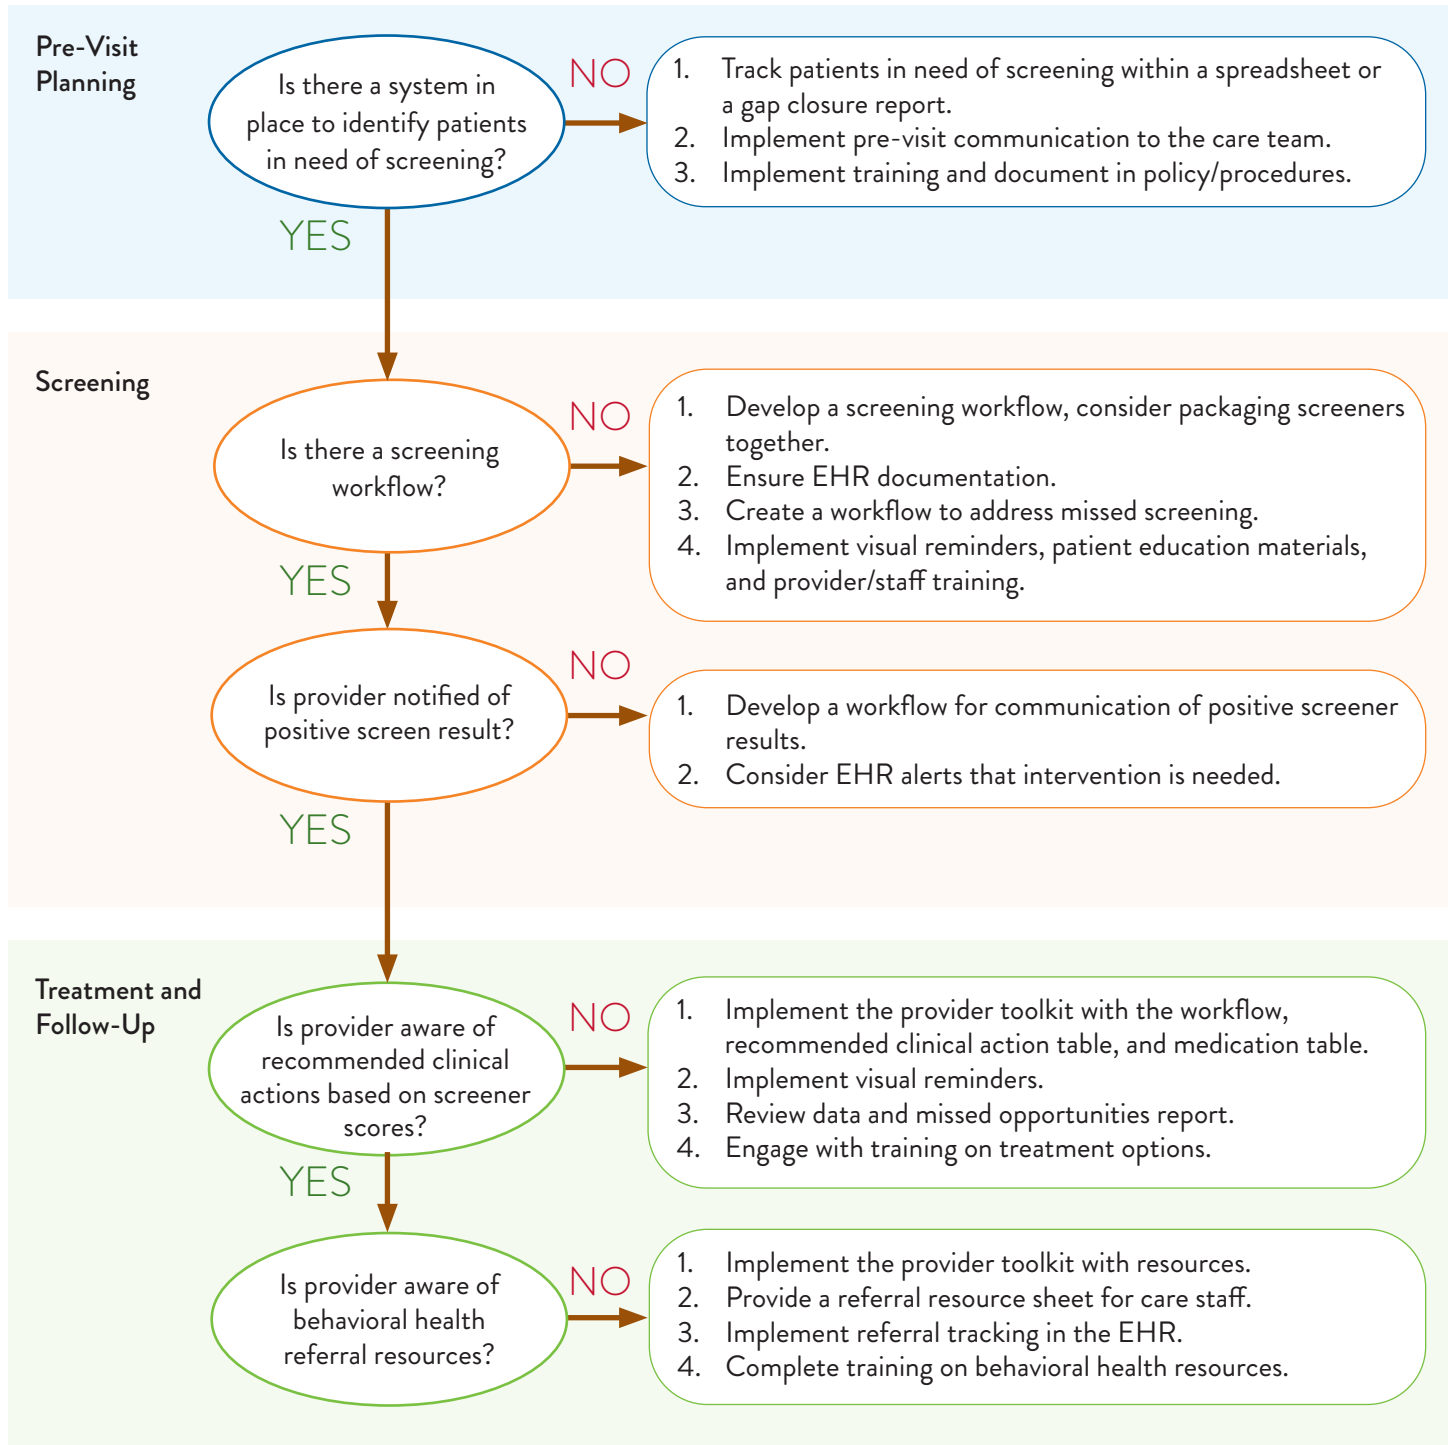 Pre-Visit
Planning
Is there a system in
place to identify patients
in need of screening?
NO
1. Track patients in need of screening within a spreadsheet or
a gap closure report.
2. Implement pre-visit communication to the care team.
3. Implement training and document in policy/procedures.
YES
Screening
Is there a screening
workflow?
NO
1. Develop a screening workflow, consider packaging screeners
together.
2. Ensure EHR documentation.
3. Create a workflow to address missed screening.
4. Implement visual reminders, patient education materials,
and provider/staff training.
YES
Is provider notified of
positive screen result?
NO
1. Develop a workflow for communication of positive screener
results.
2. Consider EHR alerts that intervention is needed.
YES
Treatment and
Follow-Up
Is provider aware of
recommended clinical
actions based on screener
scores?
NO
1. Implement the provider toolkit with the workflow,
recommended clinical action table, and medication table.
2. Implement visual reminders.
3. Review data and missed opportunities report.
4. Engage with training on treatment options.
YES
Is provider aware of
behavioral health
referral resources?
NO
1. Implement the provider toolkit with resources.
2. Provide a referral resource sheet for care staff.
3. Implement referral tracking in the EHR.
4. Complete training on behavioral health resources.